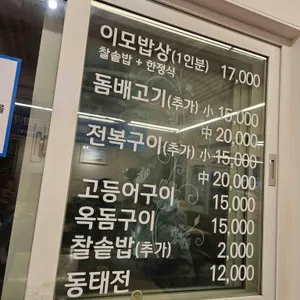 이모밥상(1인분) 17,000
찰솥밥 + 한정식
돔배고기(추가) 小 15,000
中 20,000
전복구이(추가) 小 15,000
中 20,000
고등어구이 15,000
옥돔구이 15,000
찰솥밥(추가) 2,000
동태전 12,000